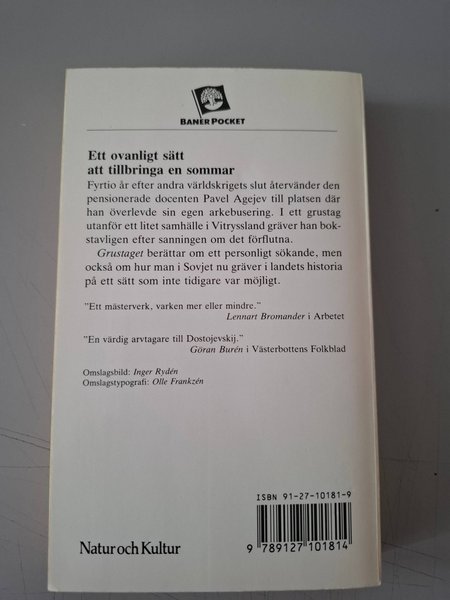 BANER POCKET
Ett ovanligt sätt
att tillbringa en sommar
Fyrtio år efter andra världskrigets slut återvänder den
pensionerade docenten Pavel Agejev till platsen där
han överlevde sin egen arkebusering. I ett grustag
utanför ett litet samhälle i Vitryssland gräver han bok-
stavligen efter sanningen om det förflutna.
Grustaget berättar om ett personligt sökande, men
också om hur man i Sovjet nu gräver i landets historia
på ett sätt som inte tidigare var möjligt.
"Ett mästerverk, varken mer eller mindre."
Lennart Bromander i Arbetet
"En värdig arvtagare till Dostojevskij."
Göran Burén i Västerbottens Folkblad
Omslagsbild: Inger Rydén
Omslagstypografi: Olle Frankzén
ISBN 91-27-10181-9
Natur och Kultur
9 789127 101814